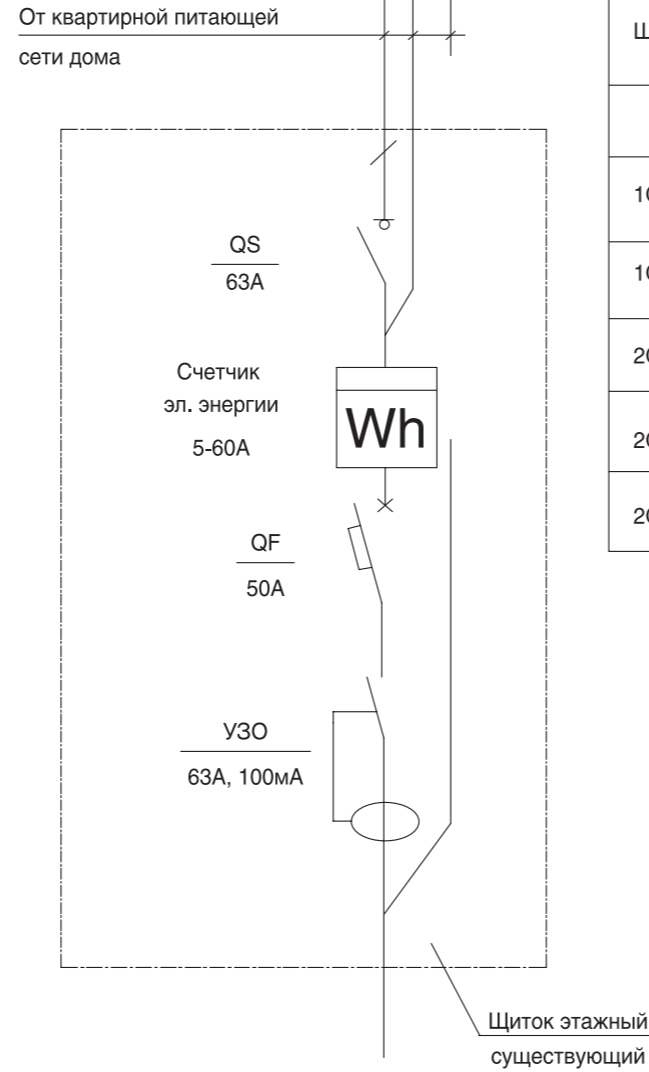 От квартирной питающей
сети дома
QS
63А
Счетчик
эл. энергии
5-60А
Wh
QF
50А
УЗО
63А, 100мА
Щиток этажный
существующий